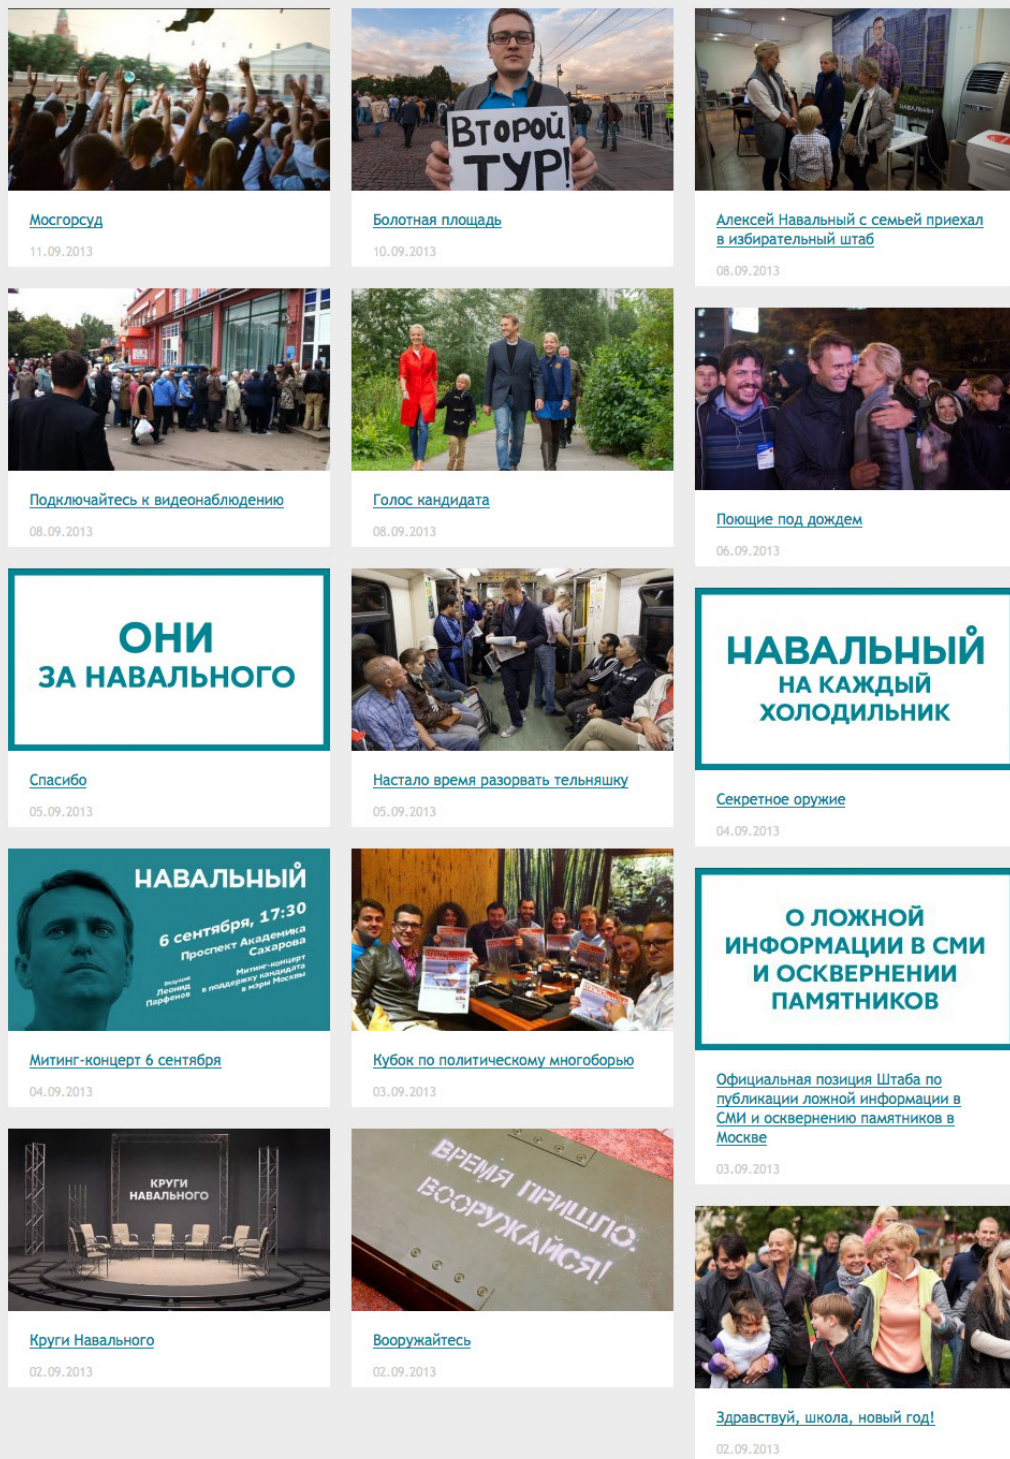 ВТОРОЙ
ТУР!
НАВАЛЬНЫЙ
Мосгорсуд
11.09.2013
Болотная площадь
10.09.2013
Алексей Навальный с семьей приехал
в избирательный штаб
08.09.2013
Подключайтесь к видеонаблюдению
08.09.2013
Голос кандидата
08.09.2013
Поющие под дождем
06.09.2013
ОНИ
ЗА НАВАЛЬНОГО
Спасибо
05.09.2013
Настало время разорвать тельняшку
05.09.2013
НАВАЛЬНЫЙ
НА КАЖДЫЙ
ХОЛОДИЛЬНИК
Секретное оружие
04.09.2013
НАВАЛЬНЫЙ
6 сентября, 17:30
Проспект Академика
Сахарова
Ведущий
Леонид
Парфенов
Митинг-концерт
в поддержку кандидата
в мэры Москвы
Митинг-концерт 6 сентября
04.09.2013
Кубок по политическому многоборью
03.09.2013
О ЛОЖНОЙ
ИНФОРМАЦИИ В СМИ
И ОСКВЕРНЕНИИ
ПАМЯТНИКОВ
Официальная позиция Штаба по
публикации ложной информации в
СМИ и осквернению памятников в
Москве
03.09.2013
КРУГИ
НАВАЛЬНОГО
Круги Навального
02.09.2013
ВРЕМЯ ПРИШЛО.
ВООРУЖАЙСЯ!
Вооружайтесь
02.09.2013
Здравствуй, школа, новый год!
02.09.2013